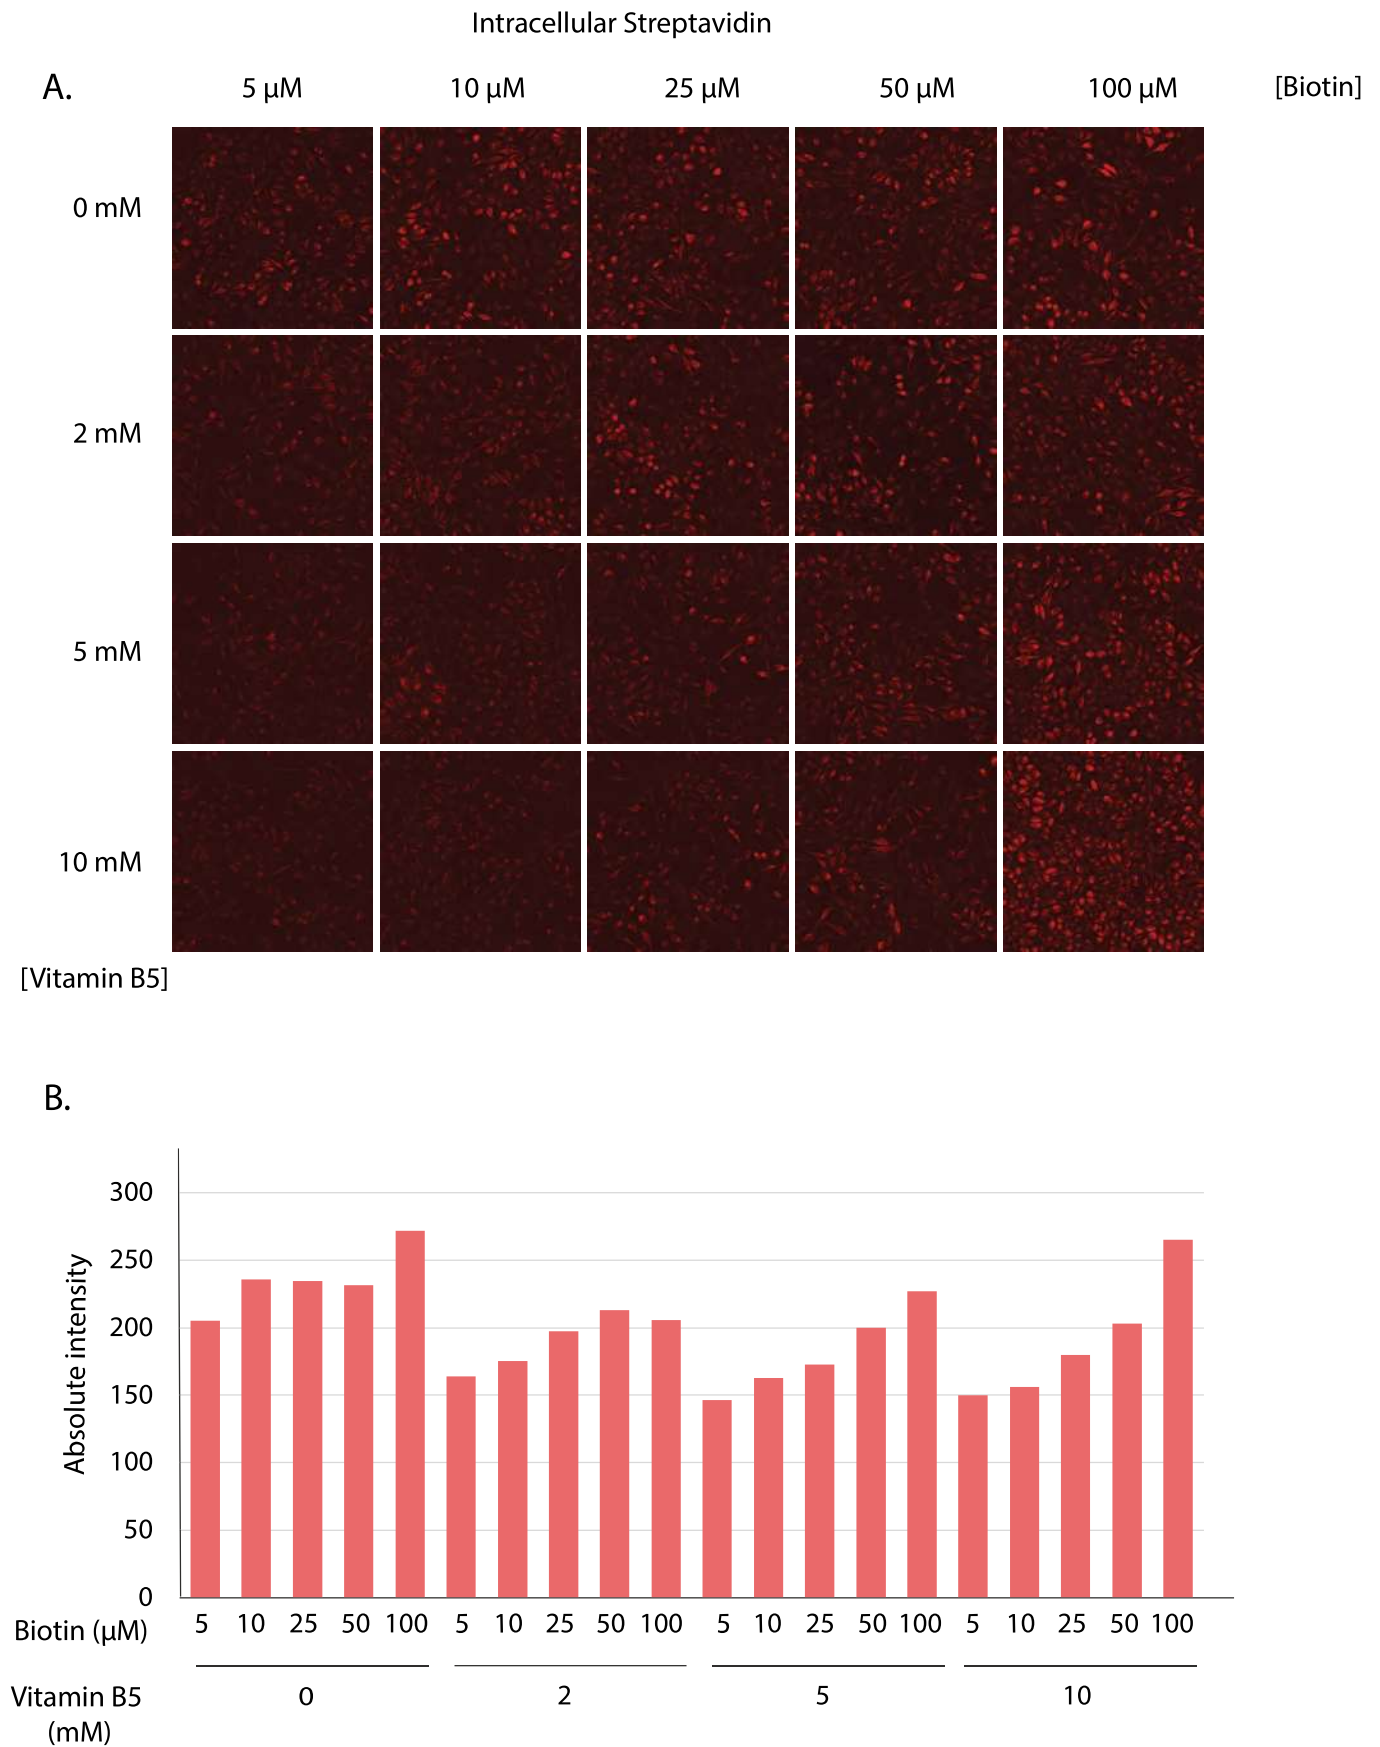 Intracellular Streptavidin
A.
5 µM 10 µM 25 µM 50 µM 100 µM [Biotin]
0 mM
2 mM
5 mM
10 mM
[Vitamin B5]
B.
Absolute intensity
300
250
200
150
100
50
0
Biotin (µM) 5 10 25 50 100 5 10 25 50 100 5 10 25 50 100 5 10 25 50 100
Vitamin B5 0 2 5 10
(mM)